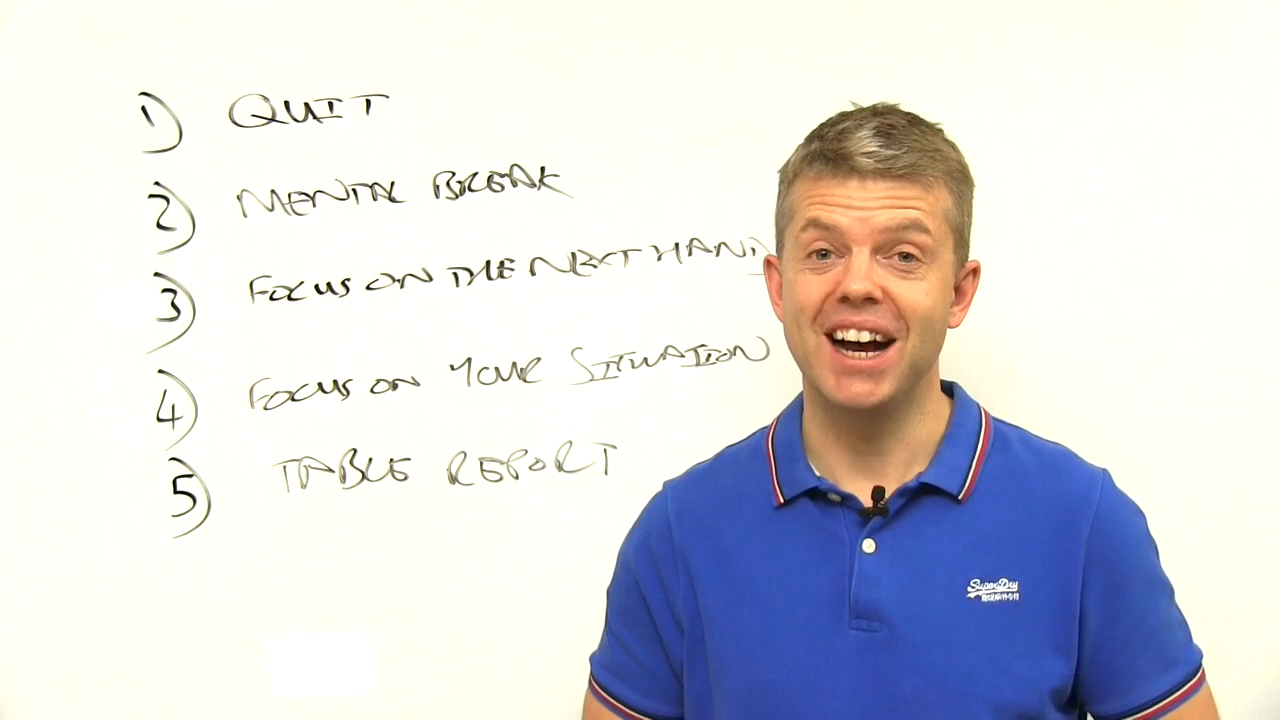 1) QUIT
2) MENTAL BREAK
3) FOCUS ON THE NEXT HAND
4) FOCUS ON YOUR SITUATION
5) TABLE REPORT
SuperDry